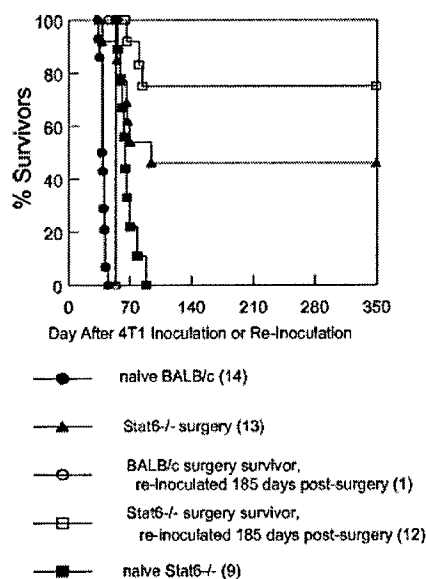 100
80
60
40
20
0
% Survivors
0 70 140 210 280 350
Day After 4T1 Inoculation or Re-Inoculation
naive BALB/c (14)
Stat6-/- surgery (13)
BALB/c surgery survivor,
re-inoculated 185 days post-surgery (1)
Stat6-/- surgery survivor,
re-inoculated 185 days post-surgery (12)
naive Stat6-/- (9)